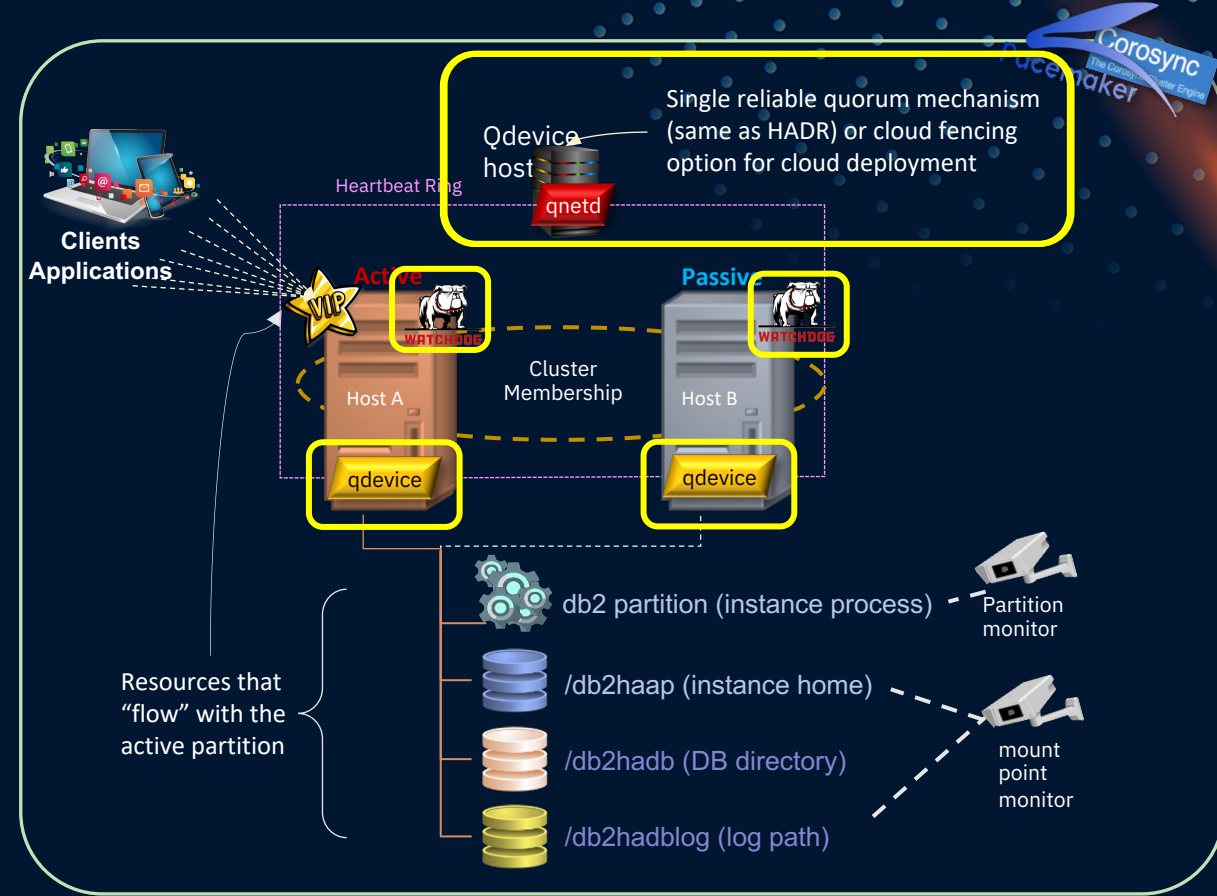 Corosync
The Corosync Cluster Engine
Pacemaker
Single reliable quorum mechanism
(same as HADR) or cloud fencing
option for cloud deployment
Qdevice
host
qnetd
Heartbeat Ring
Clients
Applications
VIP
Active
WATCHDOG
Passive
WATCHDOG
Cluster
Membership
Host A
Host B
qdevice
qdevice
db2 partition (instance process)
Partition
monitor
Resources that
“flow” with the
active partition
/db2haap (instance home)
/db2hadb (DB directory)
mount
point
monitor
/db2hadblog (log path)